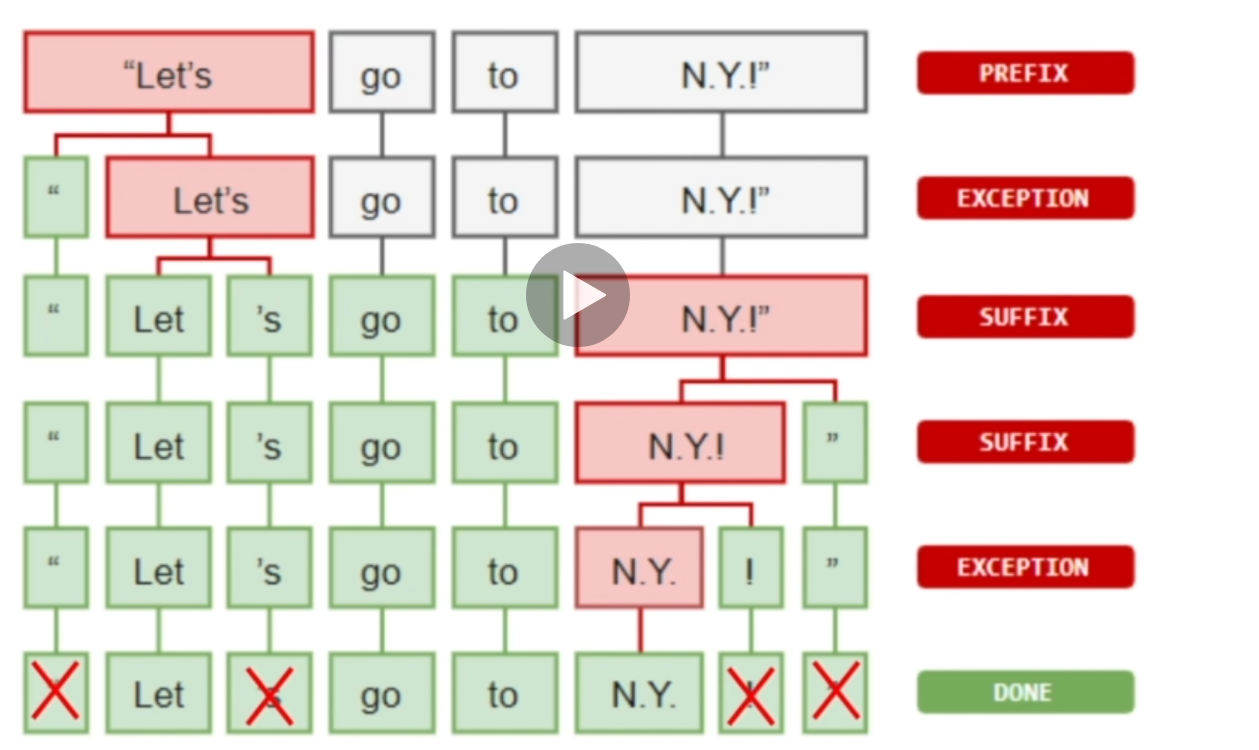 “Let’s go to N.Y.!” PREFIX
“ Let’s go to N.Y.!” EXCEPTION
“ Let ’s go to N.Y.!” SUFFIX
“ Let ’s go to N.Y.! ” SUFFIX
“ Let ’s go to N.Y. ! ” EXCEPTION
Let go to N.Y. DONE